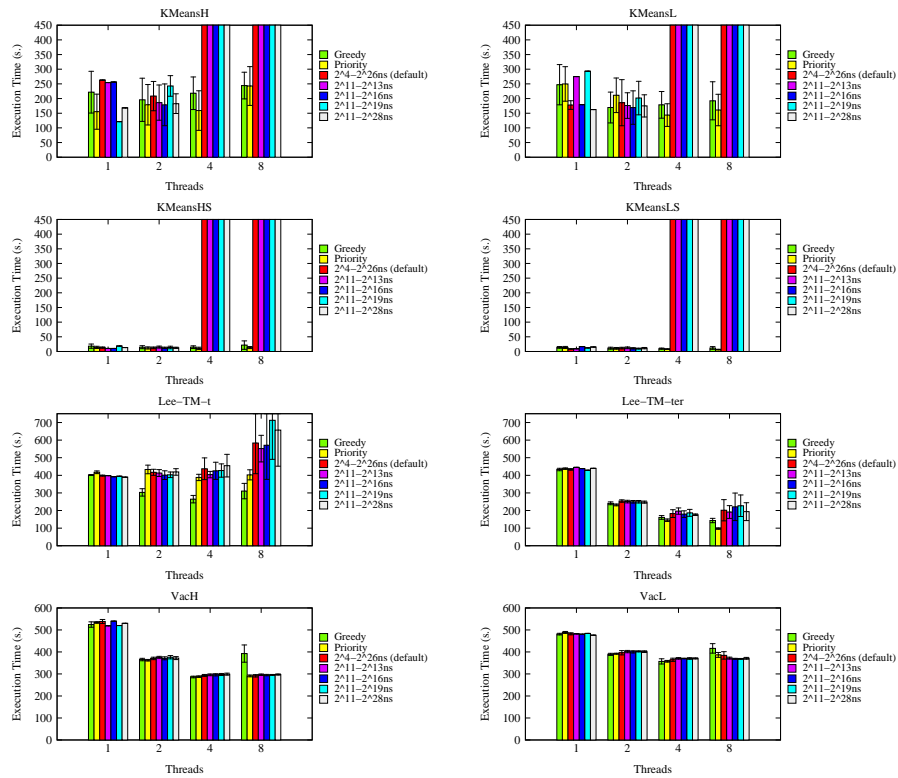 KMeansH
Execution Time (s.)
450
400
350
300
250
200
150
100
50
0
1 2 4 8
Threads
Greedy
Priority
2^4–2^26ns (default)
2^11–2^13ns
2^11–2^16ns
2^11–2^19ns
2^11–2^28ns
KMeansL
Execution Time (s.)
450
400
350
300
250
200
150
100
50
0
1 2 4 8
Threads
Greedy
Priority
2^4–2^26ns (default)
2^11–2^13ns
2^11–2^16ns
2^11–2^19ns
2^11–2^28ns
KMeansHS
Execution Time (s.)
450
400
350
300
250
200
150
100
50
0
1 2 4 8
Threads
Greedy
Priority
2^4–2^26ns (default)
2^11–2^13ns
2^11–2^16ns
2^11–2^19ns
2^11–2^28ns
KMeansLS
Execution Time (s.)
450
400
350
300
250
200
150
100
50
0
1 2 4 8
Threads
Greedy
Priority
2^4–2^26ns (default)
2^11–2^13ns
2^11–2^16ns
2^11–2^19ns
2^11–2^28ns
Lee–TM–t
Execution Time (s.)
700
600
500
400
300
200
100
0
1 2 4 8
Threads
Greedy
Priority
2^4–2^26ns (default)
2^11–2^13ns
2^11–2^16ns
2^11–2^19ns
2^11–2^28ns
Lee–TM–ter
Execution Time (s.)
700
600
500
400
300
200
100
0
1 2 4 8
Threads
Greedy
Priority
2^4–2^26ns (default)
2^11–2^13ns
2^11–2^16ns
2^11–2^19ns
2^11–2^28ns
VacH
Execution Time (s.)
600
500
400
300
200
100
0
1 2 4 8
Threads
Greedy
Priority
2^4–2^26ns (default)
2^11–2^13ns
2^11–2^16ns
2^11–2^19ns
2^11–2^28ns
VacL
Execution Time (s.)
600
500
400
300
200
100
0
1 2 4 8
Threads
Greedy
Priority
2^4–2^26ns (default)
2^11–2^13ns
2^11–2^16ns
2^11–2^19ns
2^11–2^28ns